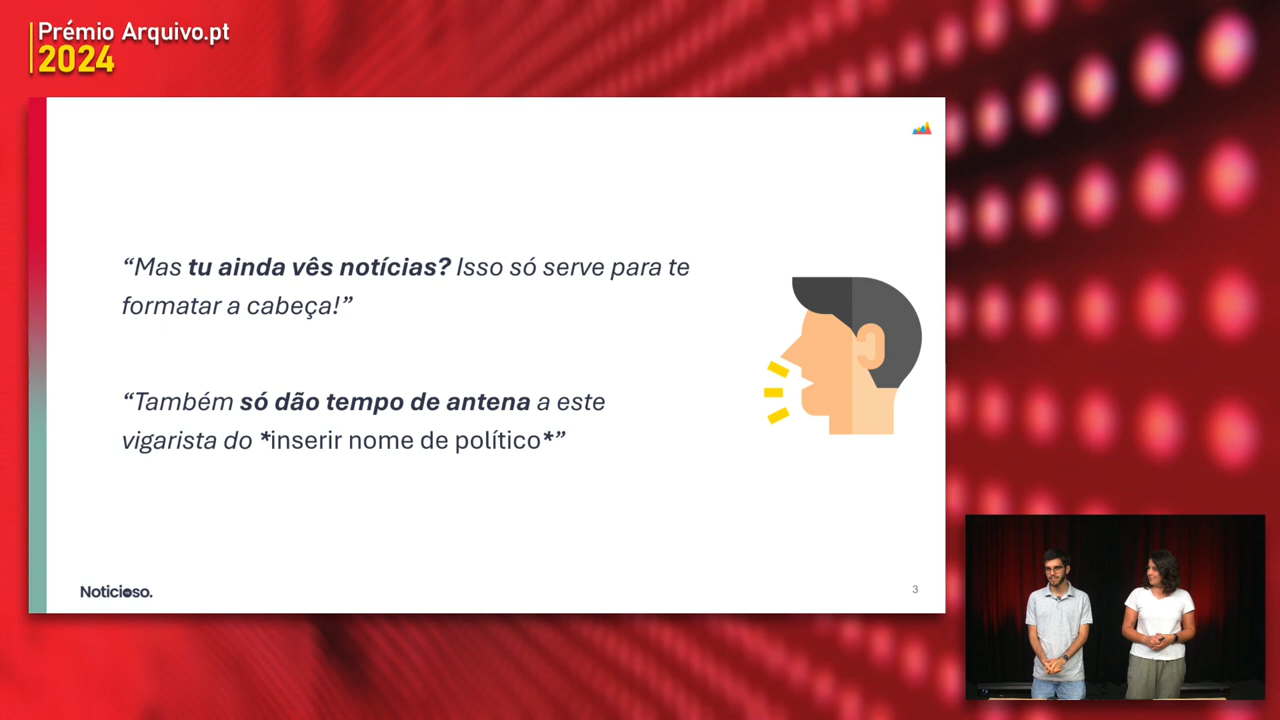 Prémio Arquivo.pt
2024
“Mas tu ainda vês notícias? Isso só serve para te
formatar a cabeça!”
“Também só dão tempo de antena a este
vigarista do *inserir nome de político*”
Noticioso.
3